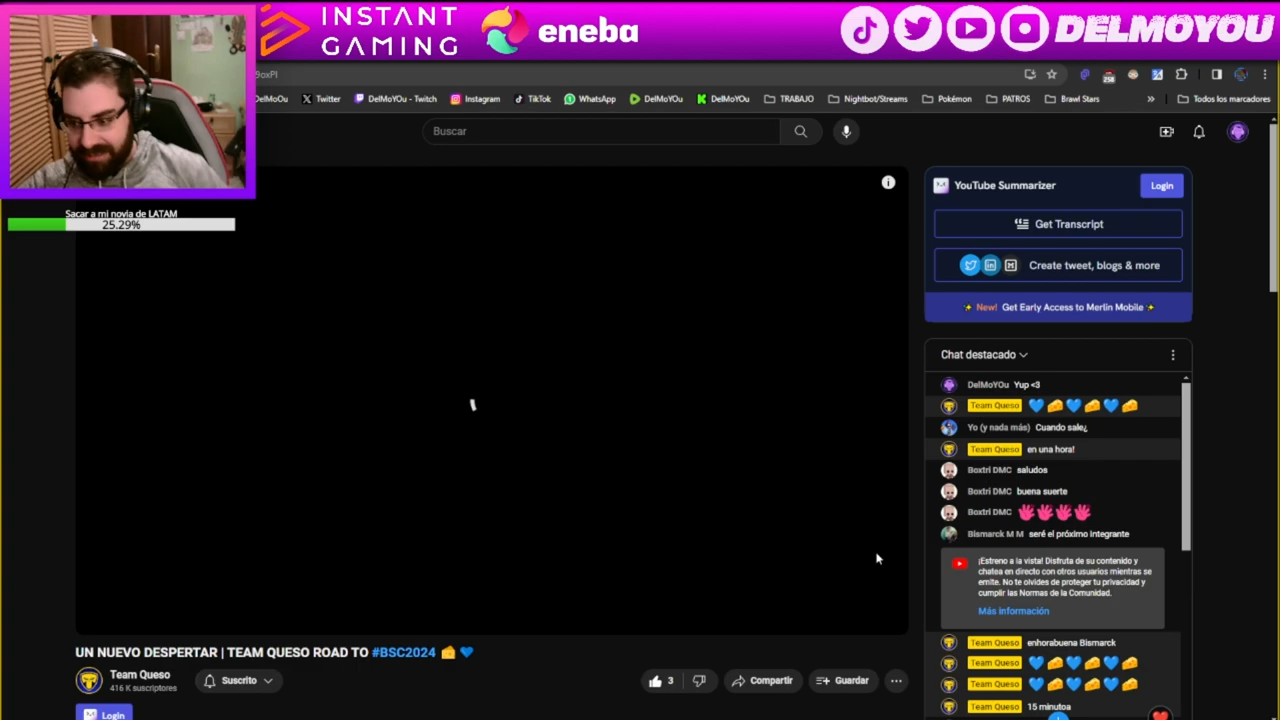 INSTANT
GAMING
eneba
DELMOYOU
9oxPI
258
DelMoOu
Twitter
DelMoYOu - Twitch
Instagram
TikTok
WhatsApp
DelMoYOu
DelMoYOu
TRABAJO
Nightbot/Streams
Pokémon
PATROS
Brawl Stars
»
Todos los marcadores
Buscar
Sacar a mi novia de LATAM
25.29%
YouTube Summarizer
Login
Get Transcript
Create tweet, blogs & more
✨ New! Get Early Access to Merlin Mobile ✨
Chat destacado
DelMoYOu Yup <3
Team Queso 💙🧀💙🧀💙🧀
Yo (y nada más) Cuando sale¿
Team Queso en una hora!
Boxtri DMC saludos
Boxtri DMC buena suerte
Boxtri DMC
Bismarck M M seré el próximo integrante
¡Estreno a la vista! Disfruta de su contenido y
chatea en directo con otros usuarios mientras se
emite. No te olvides de proteger tu privacidad y
cumplir las Normas de la Comunidad.
Más información
Team Queso enhorabuena Bismarck
Team Queso 💙🧀💙🧀💙🧀
Team Queso 💙🧀💙🧀💙🧀
Team Queso 15 minutos
UN NUEVO DESPERTAR | TEAM QUESO ROAD TO #BSC2024 🧀 💙
Team Queso
416 K suscriptores
Suscrito
3
Compartir
Guardar
Login